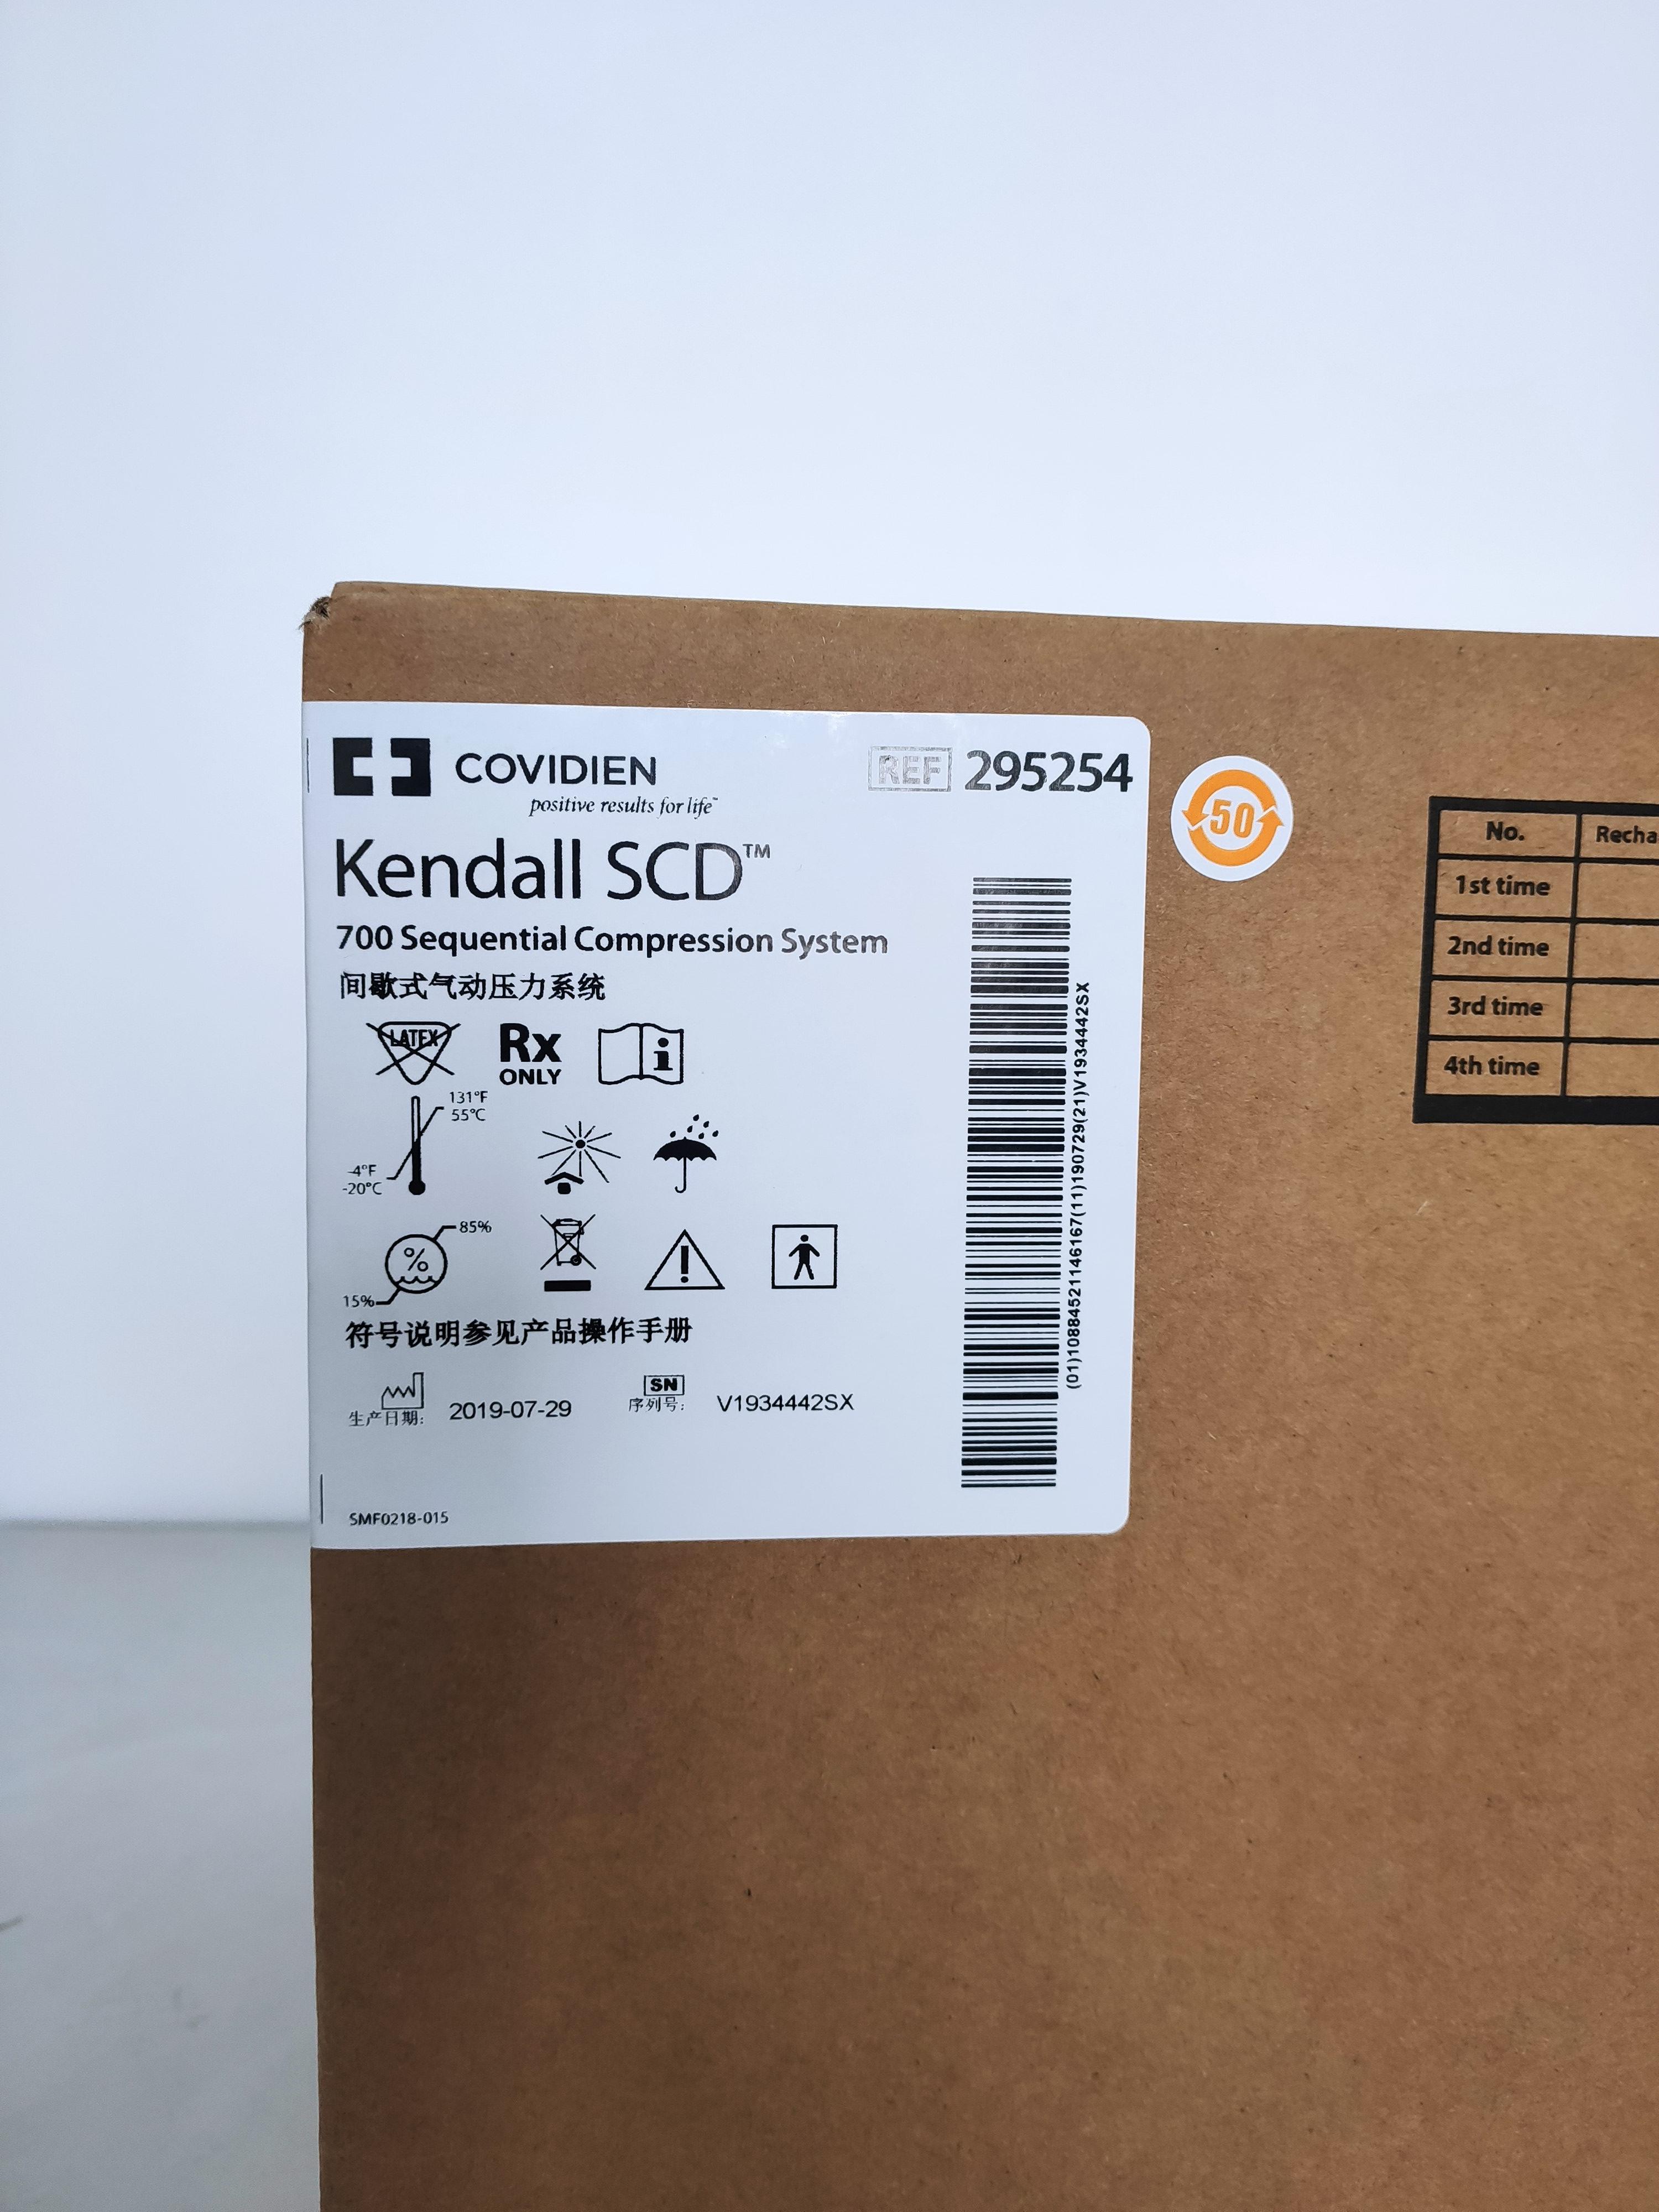 COVIDIEN
positive results for life™
REF 295254
Kendall SCD™
700 Sequential Compression System
间歇式气动压力系统
LATEX
Rx
ONLY
131°F
55°C
-4°F
-20°C
85%
%
15%
符号说明参见产品操作手册
生产日期: 2019-07-29
SN
序列号: V1934442SX
SMF0218-015
(01)10884521146167(11)190729(21)V1934442SX
50
No. Recha
1st time
2nd time
3rd time
4th time